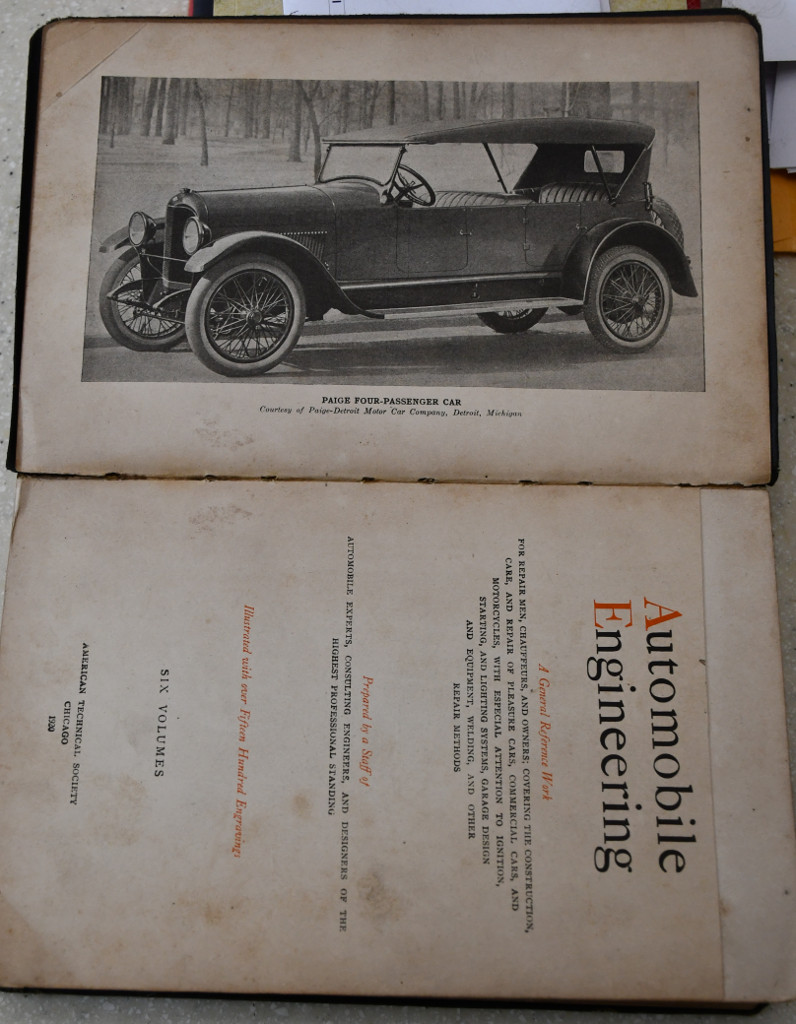 PAIGE FOUR-PASSENGER CAR
Courtesy of Paige-Detroit Motor Car Company, Detroit, Michigan
Automobile
Engineering
A General Reference Work
FOR REPAIR MEN, CHAUFFEURS, AND OWNERS; COVERING THE CONSTRUCTION,
CARE, AND REPAIR OF PLEASURE CARS, COMMERCIAL CARS, AND
MOTORCYCLES, WITH ESPECIAL ATTENTION TO IGNITION,
STARTING, AND LIGHTING SYSTEMS, GARAGE DESIGN
AND EQUIPMENT, WELDING, AND OTHER
REPAIR METHODS
Prepared by a Staff of
AUTOMOBILE EXPERTS, CONSULTING ENGINEERS, AND DESIGNERS OF THE
HIGHEST PROFESSIONAL STANDING
Illustrated with over Fifteen Hundred Engravings
SIX VOLUMES
AMERICAN TECHNICAL SOCIETY
CHICAGO